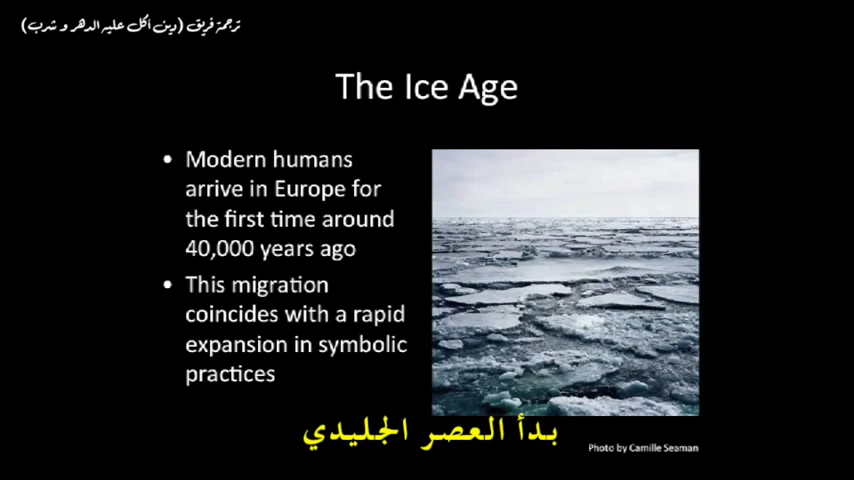 ترجمة فريق (دين أكل عليه الدهر و شرب)
The Ice Age
• Modern humans
arrive in Europe for
the first time around
40,000 years ago
• This migration
coincides with a rapid
expansion in symbolic
practices
بدأ العصر الجليدي
Photo by Camille Seaman